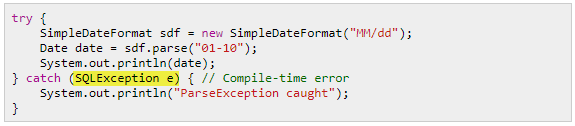 try {
    SimpleDateFormat sdf = new SimpleDateFormat("MM/dd");
    Date date = sdf.parse("01-10");
    System.out.println(date);
} catch (SQLException e) { // Compile-time error
    System.out.println("ParseException caught");
}